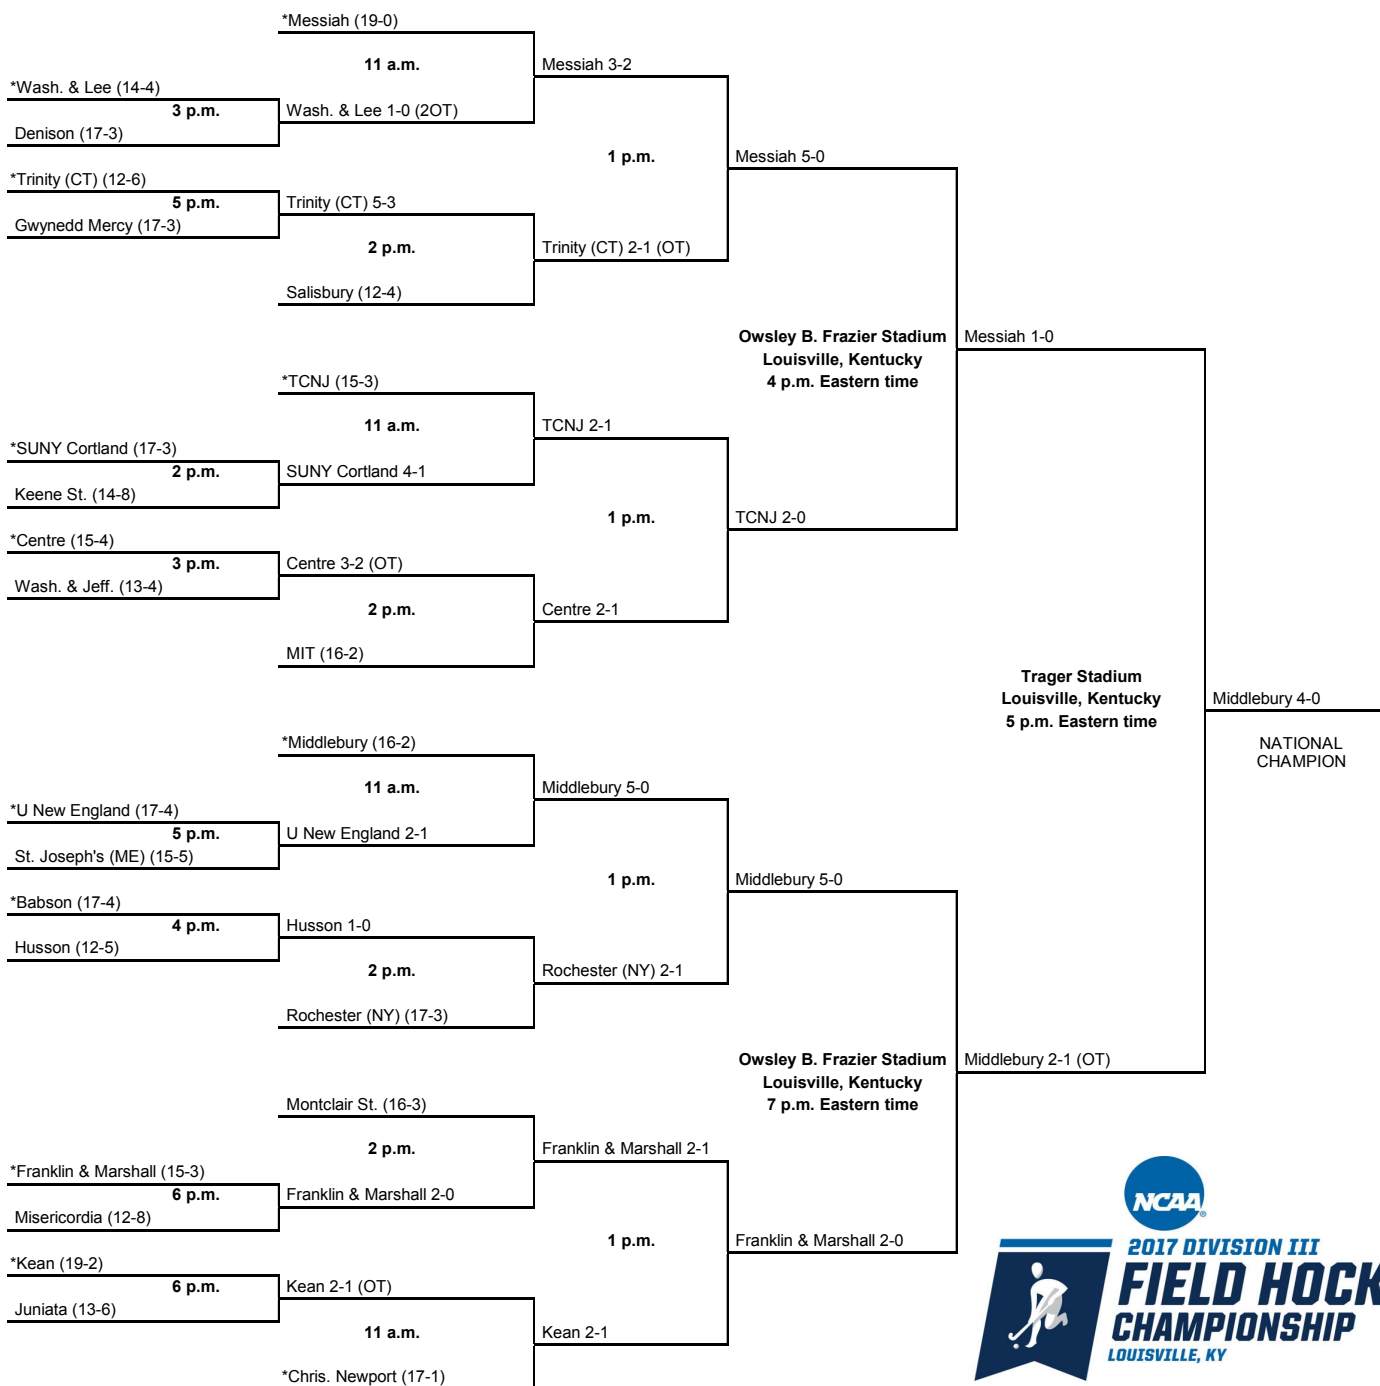 *Messiah (19-0)
11 a.m.
Messiah 3-2
*Wash. & Lee (14-4)
3 p.m.
Wash. & Lee 1-0 (2OT)
Denison (17-3)
1 p.m.
Messiah 5-0
*Trinity (CT) (12-6)
5 p.m.
Trinity (CT) 5-3
Gwynedd Mercy (17-3)
2 p.m.
Trinity (CT) 2-1 (OT)
Salisbury (12-4)
Owsley B. Frazier Stadium
Louisville, Kentucky
4 p.m. Eastern time
Messiah 1-0
*TCNJ (15-3)
11 a.m.
TCNJ 2-1
*SUNY Cortland (17-3)
2 p.m.
SUNY Cortland 4-1
Keene St. (14-8)
1 p.m.
TCNJ 2-0
*Centre (15-4)
3 p.m.
Centre 3-2 (OT)
Wash. & Jeff. (13-4)
2 p.m.
Centre 2-1
MIT (16-2)
Trager Stadium
Louisville, Kentucky
5 p.m. Eastern time
Middlebury 4-0
NATIONAL
CHAMPION
*Middlebury (16-2)
11 a.m.
Middlebury 5-0
*U New England (17-4)
5 p.m.
U New England 2-1
St. Joseph's (ME) (15-5)
1 p.m.
Middlebury 5-0
*Babson (17-4)
4 p.m.
Husson 1-0
Husson (12-5)
2 p.m.
Rochester (NY) 2-1
Rochester (NY) (17-3)
Owsley B. Frazier Stadium
Louisville, Kentucky
7 p.m. Eastern time
Middlebury 2-1 (OT)
Montclair St. (16-3)
2 p.m.
Franklin & Marshall 2-1
*Franklin & Marshall (15-3)
6 p.m.
Franklin & Marshall 2-0
Misericordia (12-8)
1 p.m.
Franklin & Marshall 2-0
*Kean (19-2)
6 p.m.
Kean 2-1 (OT)
Juniata (13-6)
11 a.m.
Kean 2-1
*Chris. Newport (17-1)
NCAA®
2017 DIVISION III
FIELD HOCK
CHAMPIONSHIP
LOUISVILLE, KY